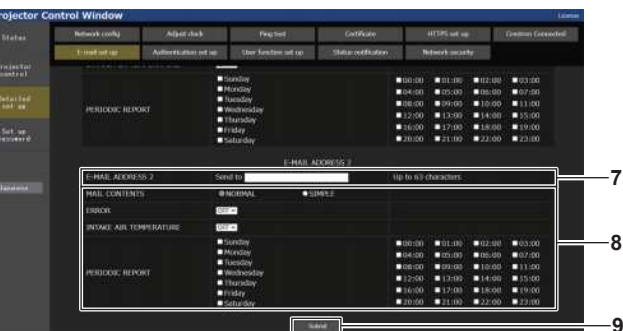 Projector Control Window
License
Status
Network config
Adjust clock
Ping test
Certificate
HTTPS set up
Crestron Connected
E-mail set up
Authentication set up
User function set up
Status notification
Network security
Projector control
Detailed set up
Set up password
Japanese
PERIODIC REPORT
Sunday
Monday
Tuesday
Wednesday
Thursday
Friday
Saturday
00:00 01:00 02:00 03:00
04:00 05:00 06:00 07:00
08:00 09:00 10:00 11:00
12:00 13:00 14:00 15:00
16:00 17:00 18:00 19:00
20:00 21:00 22:00 23:00
E-MAIL ADDRESS 2
E-MAIL ADDRESS 2 Send to Up to 63 characters
7
MAIL CONTENTS NORMAL SIMPLE
ERROR OFF
INTAKE AIR TEMPERATURE OFF
8
PERIODIC REPORT
Sunday
Monday
Tuesday
Wednesday
Thursday
Friday
Saturday
00:00 01:00 02:00 03:00
04:00 05:00 06:00 07:00
08:00 09:00 10:00 11:00
12:00 13:00 14:00 15:00
16:00 17:00 18:00 19:00
20:00 21:00 22:00 23:00
Submit
9